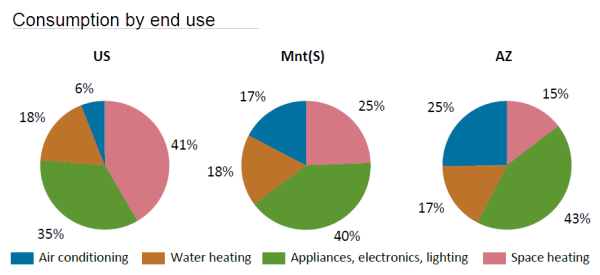 Consumption by end use
US
Mnt(S)
AZ
6%
18%
41%
35%
17%
25%
18%
40%
25%
15%
17%
43%
Air conditioning
Water heating
Appliances, electronics, lighting
Space heating